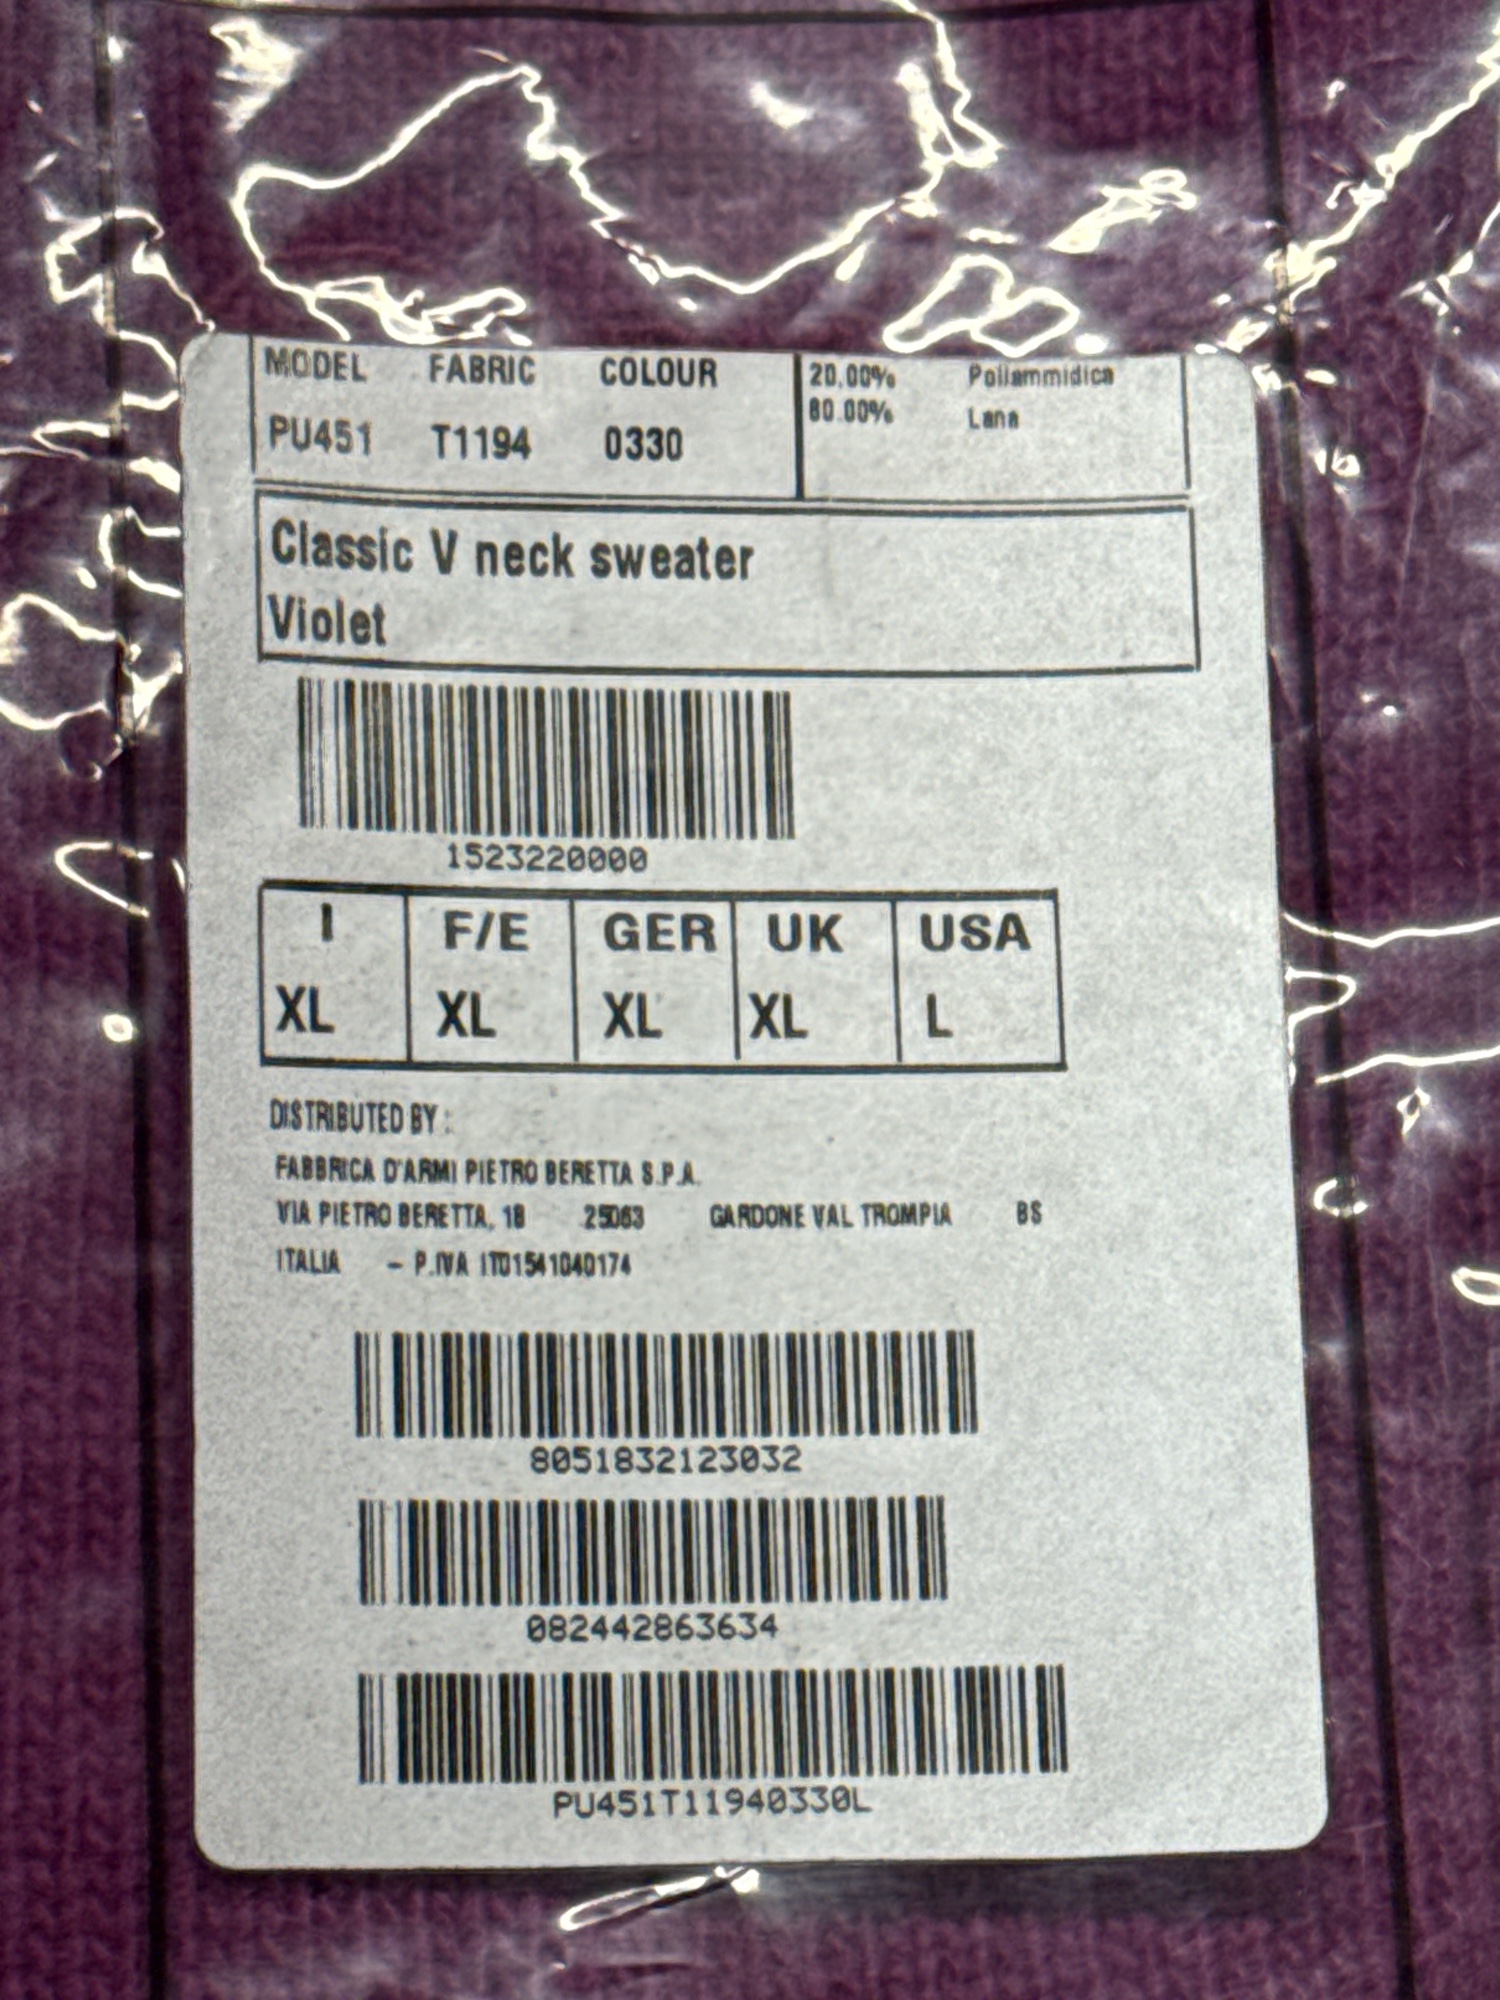 MODEL FABRIC COLOUR 20.00% Poliammidica
80.00% Lana
PU451 T1194 0330
Classic V neck sweater
Violet
1523220000
I F/E GER UK USA
XL XL XL XL L
DISTRIBUTED BY :
FABBRICA D'ARMI PIETRO BERETTA S.P.A.
VIA PIETRO BERETTA, 18 25063 GARDONE VAL TROMPIA BS
ITALIA - P.IVA IT01541040174
8051832123032
082442863634
PU451T11940330L